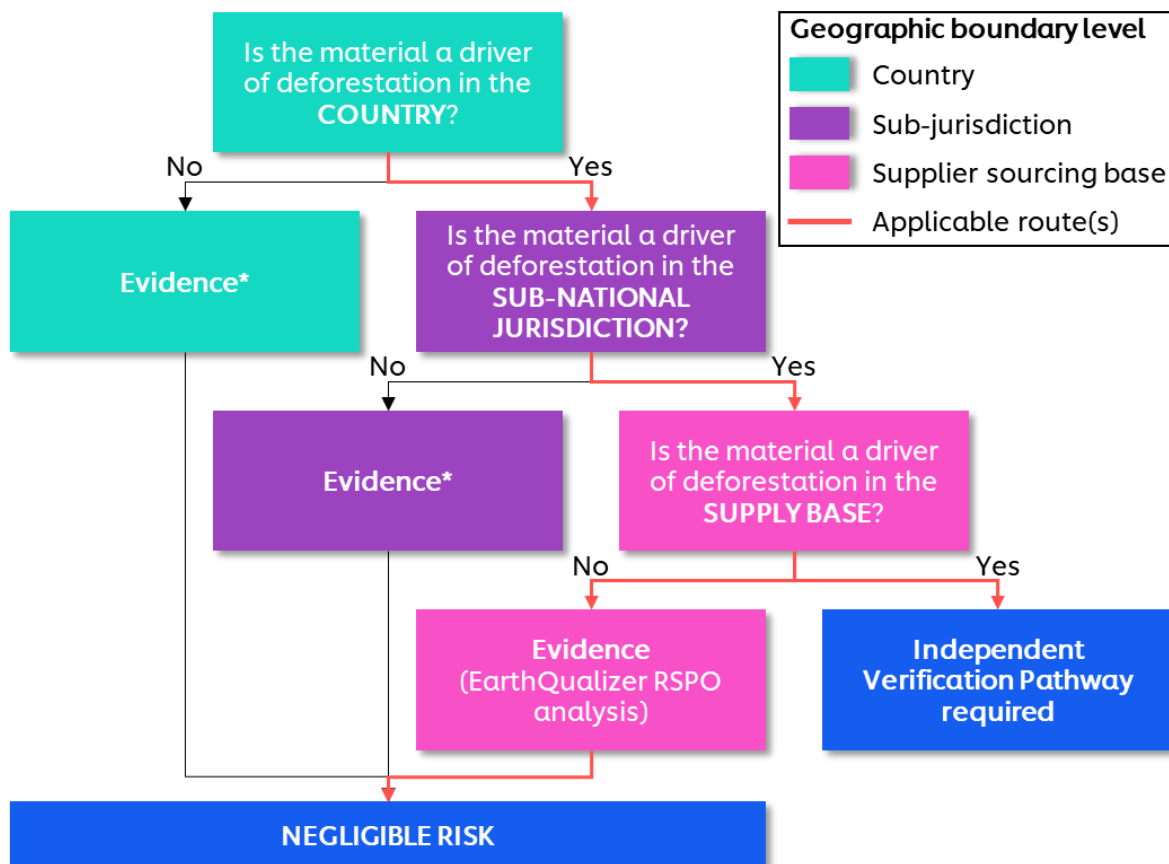 Is the material a driver
of deforestation in the
COUNTRY?
Geographic boundary level
Country
Sub-jurisdiction
Supplier sourcing base
Applicable route(s)
No
Yes
Evidence*
Is the material a driver
of deforestation in the
SUB-NATIONAL
JURISDICTION?
No
Yes
Evidence*
Is the material a driver
of deforestation in the
SUPPLY BASE?
No
Yes
Evidence
(EarthQualizer RSPO
analysis)
Independent
Verification Pathway
required
NEGLIGIBLE RISK